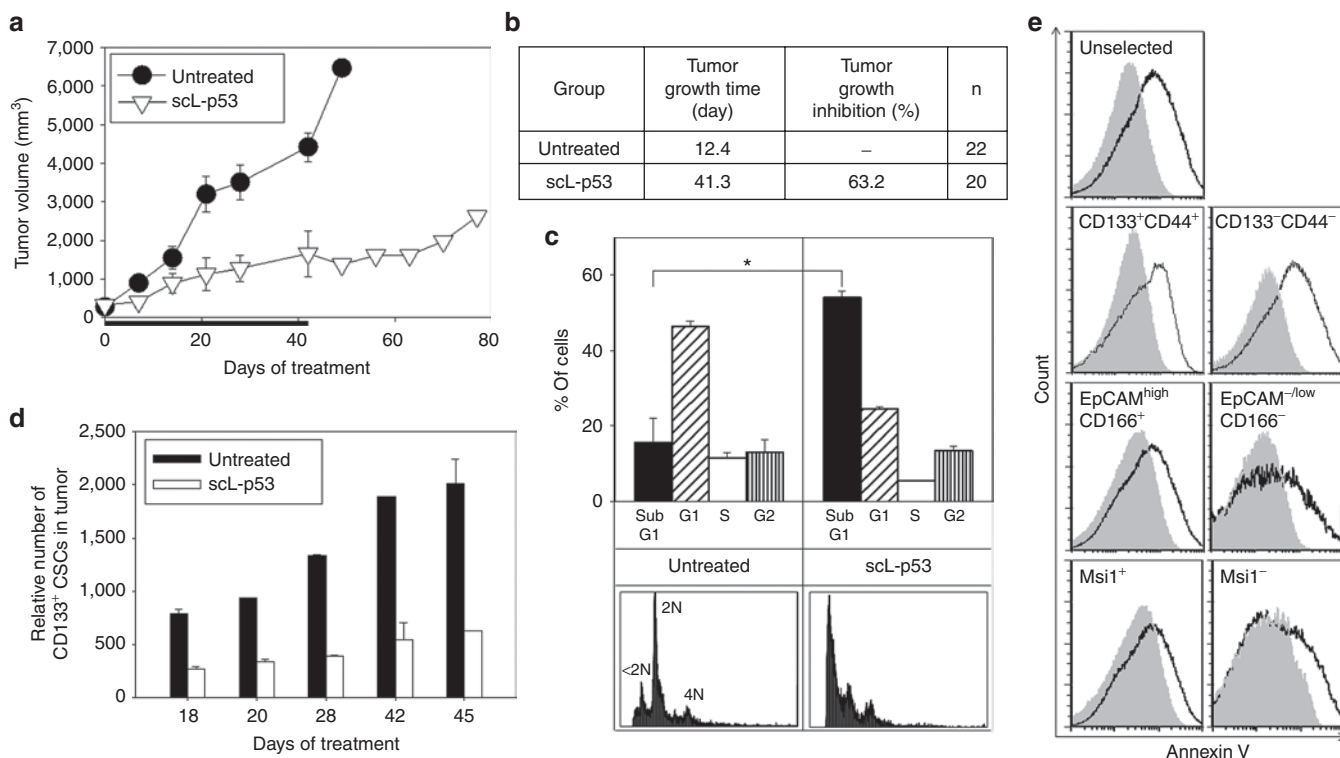 a
7,000
6,000
5,000
4,000
3,000
2,000
1,000
0
Tumor volume (mm³)
Untreated
scL-p53
0 20 40 60 80
Days of treatment
b
Group Tumor growth time (day) Tumor growth inhibition (%) n
Untreated 12.4 – 22
scL-p53 41.3 63.2 20
c
*
60
40
20
0
% Of cells
Sub G1 G1 S G2 Sub G1 G1 S G2
Untreated scL-p53
<2N 2N 4N
d
2,500
2,000
1,500
1,000
500
0
Relative number of
CD133⁺ CSCs in tumor
Untreated
scL-p53
18 20 28 42 45
Days of treatment
e
Unselected
CD133⁺CD44⁺ CD133⁻CD44⁻
EpCAM^high CD166⁺ EpCAM^−/low CD166⁻
Msi1⁺ Msi1⁻
Count
Annexin V